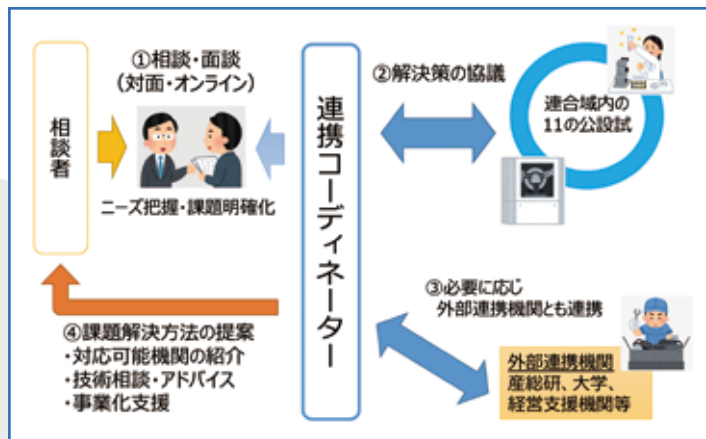 ①相談・面談
(対面・オンライン)
相談者
ニーズ把握・課題明確化
連携コーディネーター
②解決策の協議
連合域内の
11の公設試
③必要に応じ
外部連携機関とも連携
外部連携機関
産総研、大学、
経営支援機関等
④課題解決方法の提案
・対応可能機関の紹介
・技術相談・アドバイス
・事業化支援